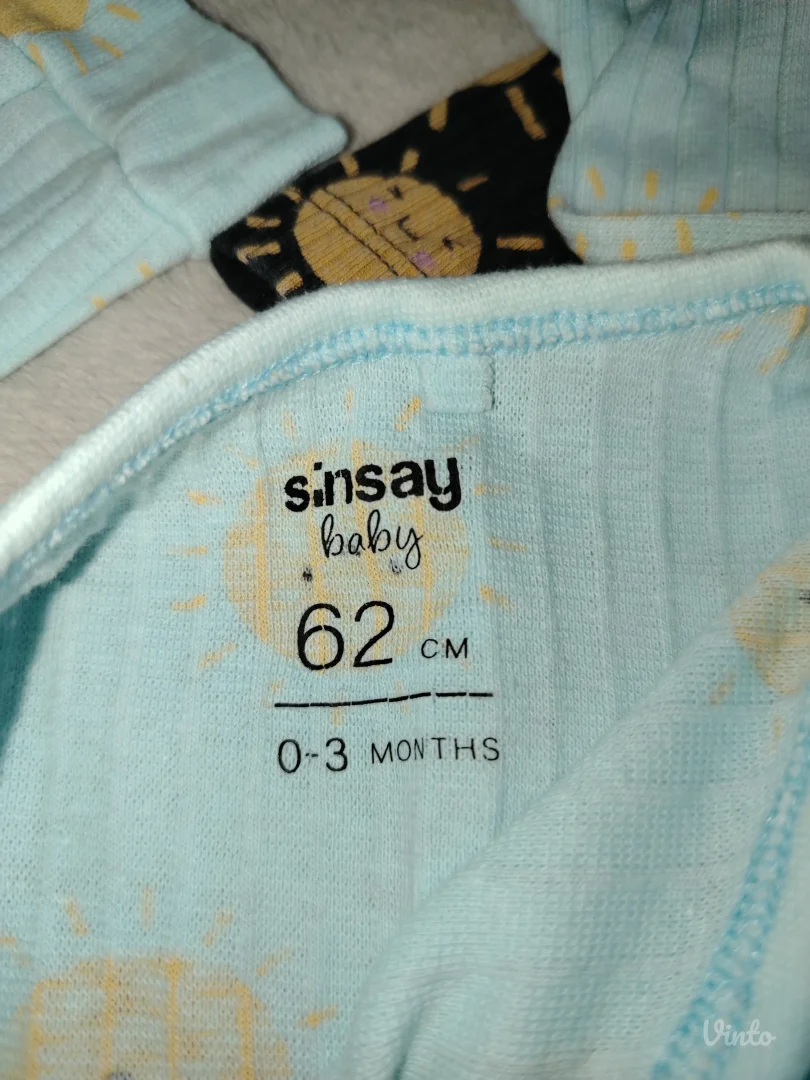 sinsay
baby
62 CM
0-3 MONTHS
Vinto